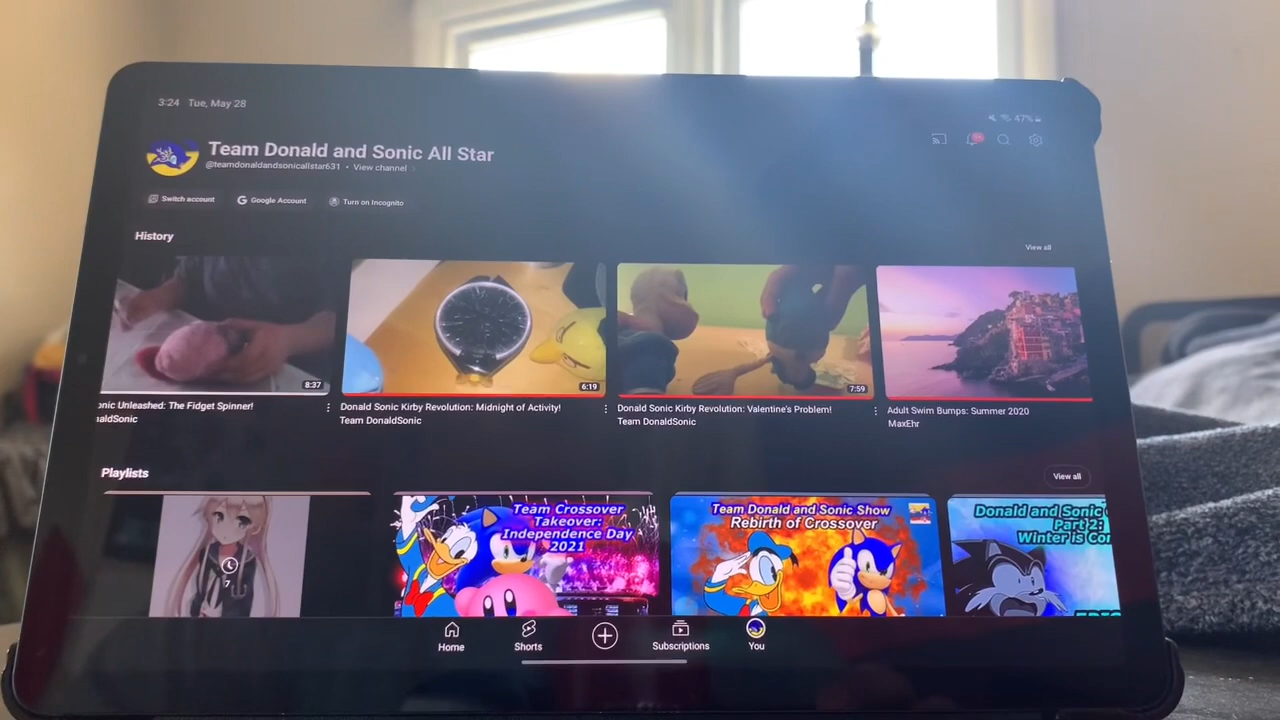 3:24 Tue, May 28
47%
Team Donald and Sonic All Star
@teamdonaldandsonicallstar631 • View channel
Switch account
Google Account
Turn on Incognito
History
View all
8:37
6:19
7:59
onic Unleashed: The Fidget Spinner!
aldSonic
Donald Sonic Kirby Revolution: Midnight of Activity!
Team DonaldSonic
Donald Sonic Kirby Revolution: Valentine's Problem!
Team DonaldSonic
Adult Swim Bumps: Summer 2020
MaxEhr
Playlists
View all
7
Team Crossover
Takeover:
Independence Day
2021
Team Donald and Sonic Show
Rebirth of Crossover
Donald and Sonic
Part 2:
Winter is Co
Home
Shorts
Subscriptions
You